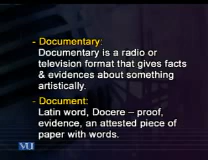 - Documentary:
Documentary is a radio or
television format that gives facts
& evidences about something
artistically.
- Document:
Latin word, Docere – proof,
evidence, an attested piece of
paper with words.
VU